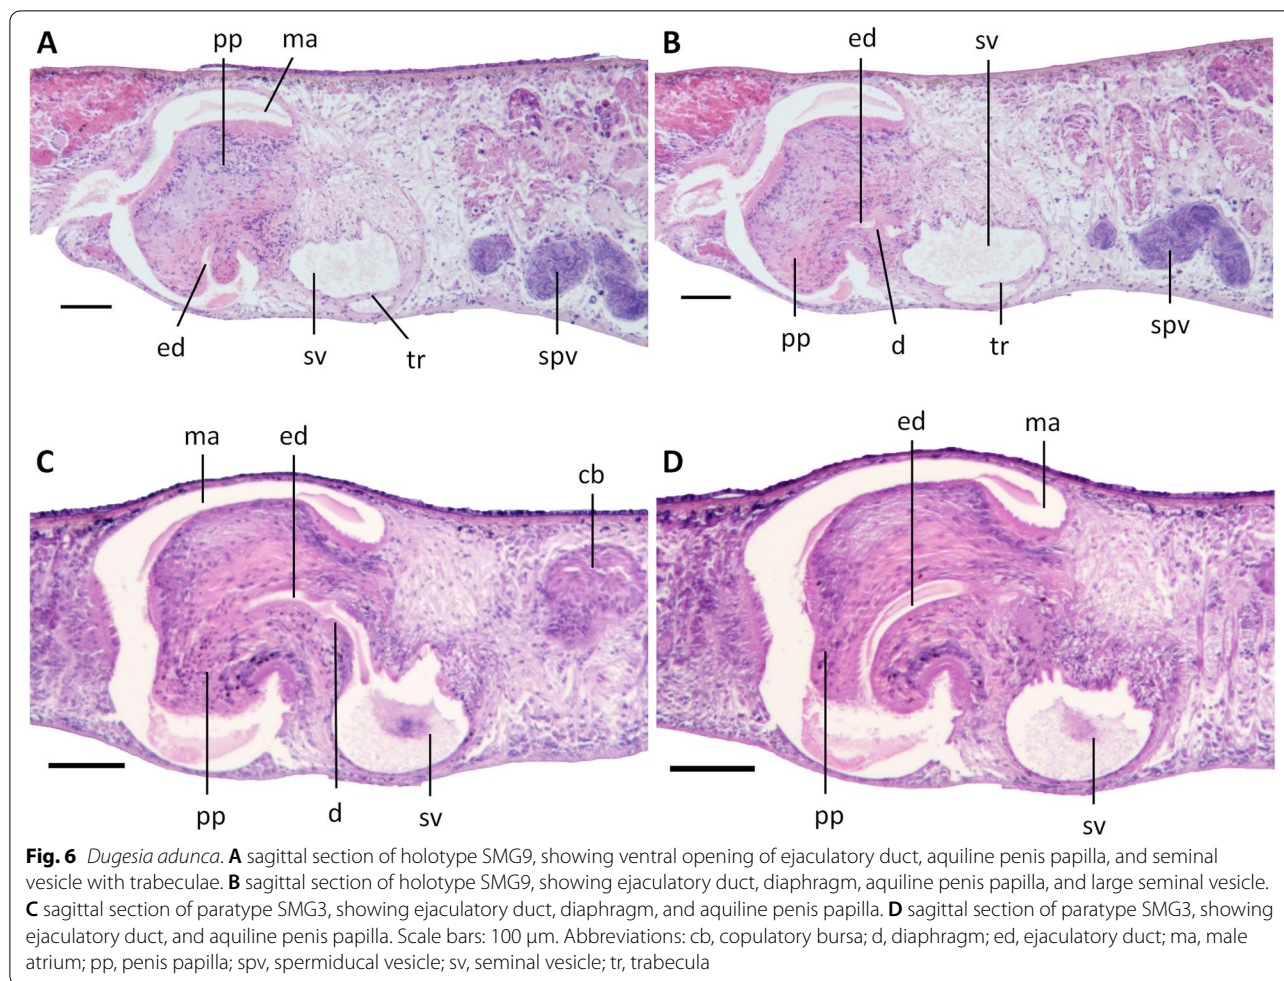 A
pp
ma
ed
sv
tr
spv
B
ed
sv
pp
d
tr
spv
C
ma
ed
cb
pp
d
sv
D
ed
ma
pp
sv
Fig. 6 Dugesia adunca. A sagittal section of holotype SMG9, showing ventral opening of ejaculatory duct, aquiline penis papilla, and seminal
vesicle with trabeculae. B sagittal section of holotype SMG9, showing ejaculatory duct, diaphragm, aquiline penis papilla, and large seminal vesicle.
C sagittal section of paratype SMG3, showing ejaculatory duct, diaphragm, and aquiline penis papilla. D sagittal section of paratype SMG3, showing
ejaculatory duct, and aquiline penis papilla. Scale bars: 100 µm. Abbreviations: cb, copulatory bursa; d, diaphragm; ed, ejaculatory duct; ma, male
atrium; pp, penis papilla; spv, spermiducal vesicle; sv, seminal vesicle; tr, trabecula